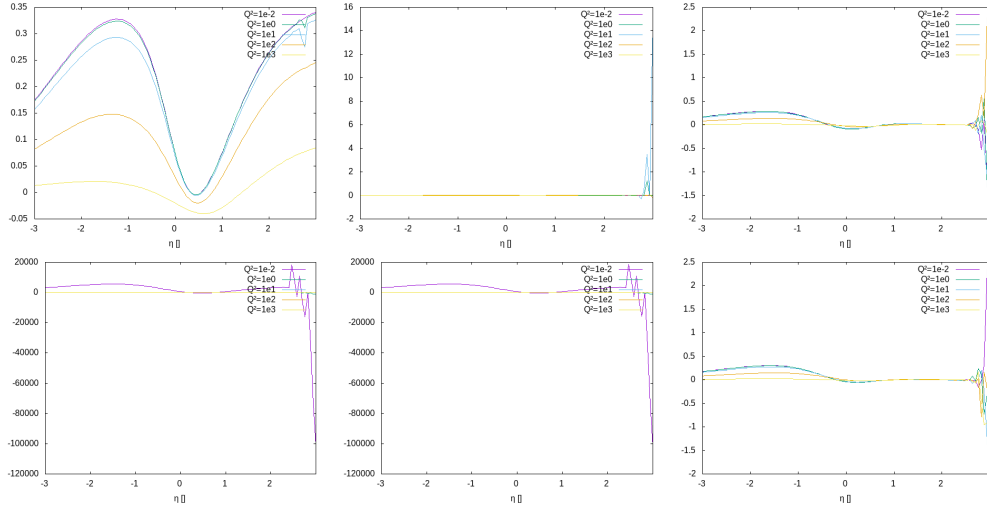 0.35
0.3
0.25
0.2
0.15
0.1
0.05
0
-0.05
-3 -2 -1 0 1 2 3
η []
Q²=1e-2
Q²=1e0
Q²=1e1
Q²=1e2
Q²=1e3
16
14
12
10
8
6
4
2
0
-2
-3 -2 -1 0 1 2 3
η []
Q²=1e-2
Q²=1e0
Q²=1e1
Q²=1e2
Q²=1e3
2.5
2
1.5
1
0.5
0
-0.5
-1
-1.5
-2
-3 -2 -1 0 1 2 3
η []
Q²=1e-2
Q²=1e0
Q²=1e1
Q²=1e2
Q²=1e3
20000
0
-20000
-40000
-60000
-80000
-100000
-120000
-3 -2 -1 0 1 2 3
η []
Q²=1e-2
Q²=1e0
Q²=1e1
Q²=1e2
Q²=1e3
20000
0
-20000
-40000
-60000
-80000
-100000
-120000
-3 -2 -1 0 1 2 3
η []
Q²=1e-2
Q²=1e0
Q²=1e1
Q²=1e2
Q²=1e3
2.5
2
1.5
1
0.5
0
-0.5
-1
-1.5
-2
-3 -2 -1 0 1 2 3
η []
Q²=1e-2
Q²=1e0
Q²=1e1
Q²=1e2
Q²=1e3